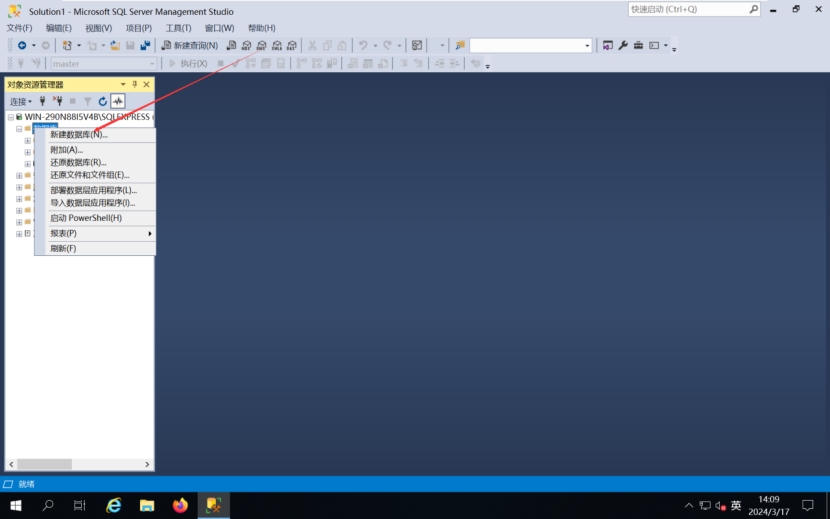 Solution1 - Microsoft SQL Server Management Studio
快速启动 (Ctrl+Q)
文件(F) 编辑(E) 视图(V) 项目(P) 工具(T) 窗口(W) 帮助(H)
新建查询(N)
master
执行(X)
对象资源管理器
连接
WIN-290N88I5V4B\SQLEXPRESS (
新建数据库(N)...
附加(A)...
还原数据库(R)...
还原文件和文件组(E)...
部署数据层应用程序(L)...
导入数据层应用程序(I)...
启动 PowerShell(H)
报表(P)
刷新(F)
就绪
英
14:09
2024/3/17